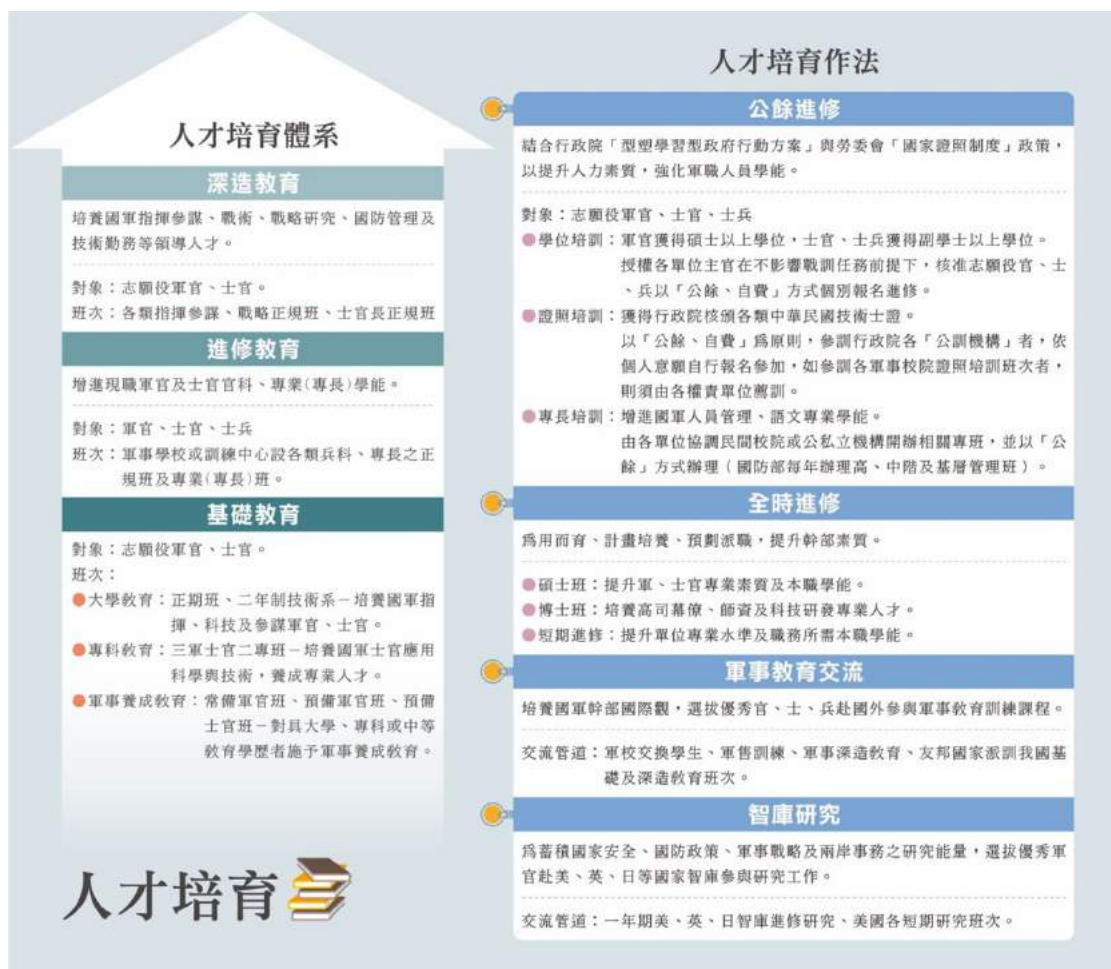 人才培育體系
深造教育
培養國軍指揮參謀、戰術、戰略研究、國防管理及
技術勤務等領導人才。
對象：志願役軍官、士官。
班次：各類指揮參謀、戰略正規班、士官長正規班
進修教育
增進現職軍官及士官官科、專業(專長)學能。
對象：軍官、士官、士兵
班次：軍事學校或訓練中心設各類兵科、專長之正
規班及專業(專長)班。
基礎教育
對象：志願役軍官、士官。
班次：
●大學教育：正期班、二年制技術系－培養國軍指
揮、科技及參謀軍官、士官。
●專科教育：三軍士官二專班－培養國軍士官應用
科學與技術，養成專業人才。
●軍事養成教育：常備軍官班、預備軍官班、預備
士官班－對具大學、專科或中等
教育學歷者施予軍事養成教育。
人才培育
人才培育作法
公餘進修
結合行政院「型塑學習型政府行動方案」與勞委會「國家證照制度」政策，
以提升人力素質，強化軍職人員學能。
對象：志願役軍官、士官、士兵
●學位培訓：軍官獲得碩士以上學位，士官、士兵獲得副學士以上學位。
授權各單位主官在不影響戰訓任務前提下，核准志願役官、士
、兵以「公餘、自費」方式個別報名進修。
●證照培訓：獲得行政院核頒各類中華民國技術士證。
以「公餘、自費」為原則，參訓行政院各「公訓機構」者，依
個人意願自行報名參加，如參訓各軍事校院證照培訓班次者，
則須由各權責單位薦訓。
●專長培訓：增進國軍人員管理、語文專業學能。
由各單位協調民間校院或公私立機構開辦相關專班，並以「公
餘」方式辦理（國防部每年辦理高、中階及基層管理班）。
全時進修
為用而育、計畫培養、預劃派職，提升幹部素質。
●碩士班：提升軍、士官專業素質及本職學能。
●博士班：培養高司幕僚、師資及科技研發專業人才。
●短期進修：提升單位專業水準及職務所需本職學能。
軍事教育交流
培養國軍幹部國際觀，選拔優秀官、士、兵赴國外參與軍事教育訓練課程。
交流管道：軍校交換學生、軍售訓練、軍事深造教育、友邦國家派訓我國基
礎及深造教育班次。
智庫研究
為蓄積國家安全、國防政策、軍事戰略及兩岸事務之研究能量，選拔優秀軍
官赴美、英、日等國家智庫參與研究工作。
交流管道：一年期美、英、日智庫進修研究、美國各短期研究班次。